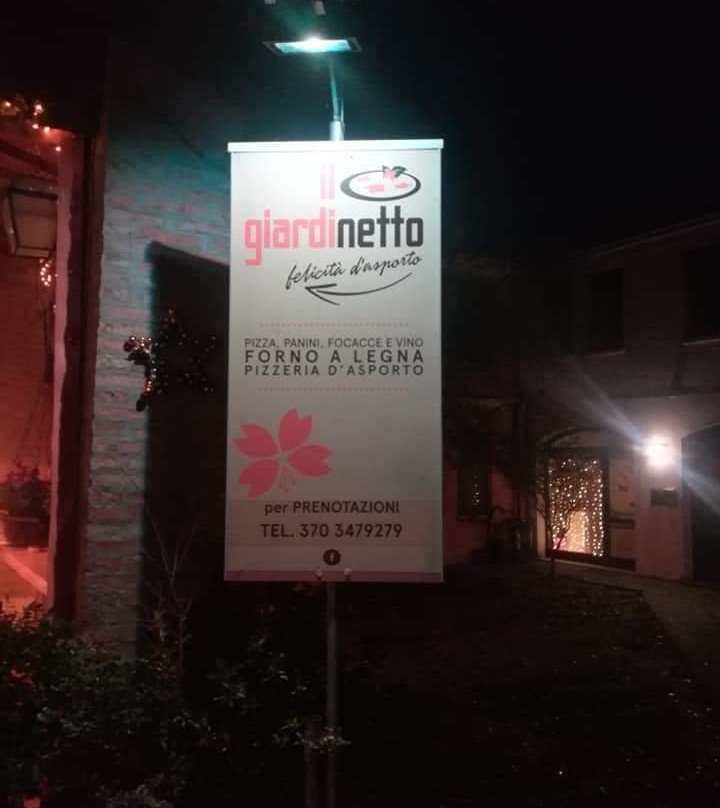 il
giardinetto
felicità d'asporto
PIZZA, PANINI, FOCACCE E VINO
FORNO A LEGNA
PIZZERIA D'ASPORTO
per PRENOTAZIONI
TEL. 370 3479279
f